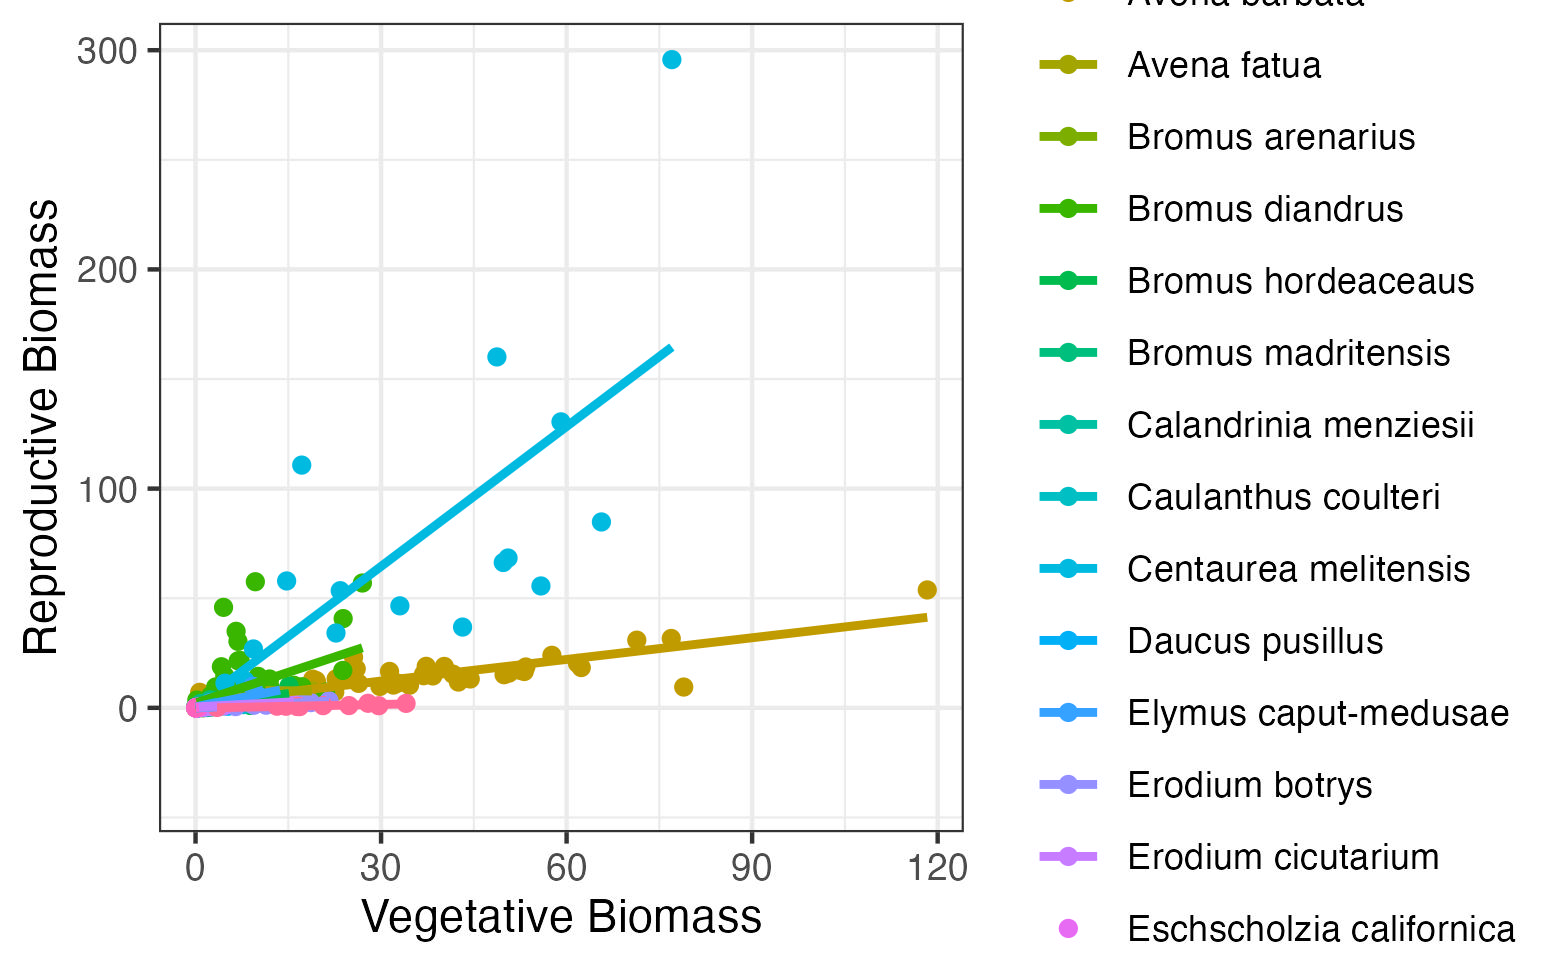 Avena barbata
Avena fatua
Bromus arenarius
Bromus diandrus
Bromus hordeaceaus
Bromus madritensis
Calandrinia menziesii
Caulanthus coulteri
Centaurea melitensis
Daucus pusillus
Elymus caput-medusae
Erodium botrys
Erodium cicutarium
Eschscholzia californica
300
200
100
0
Reproductive Biomass
0 30 60 90 120
Vegetative Biomass